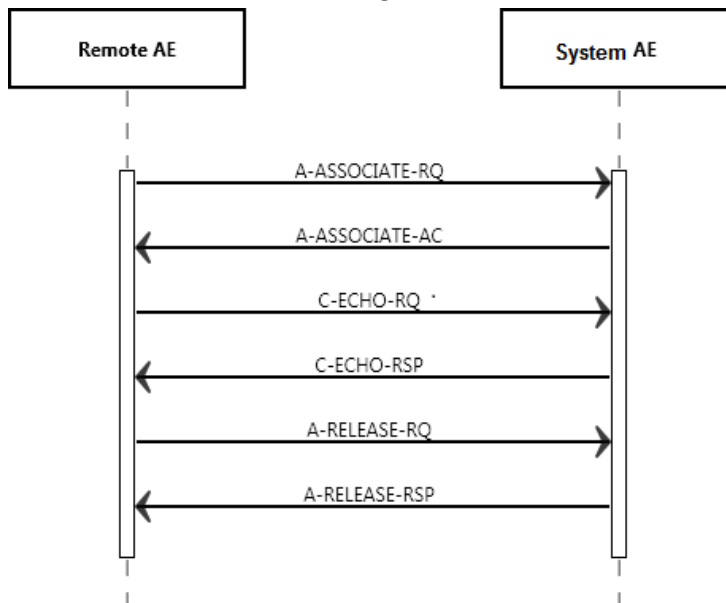 Remote AE
System AE
A-ASSOCIATE-RQ
A-ASSOCIATE-AC
C-ECHO-RQ
C-ECHO-RSP
A-RELEASE-RQ
A-RELEASE-RSP